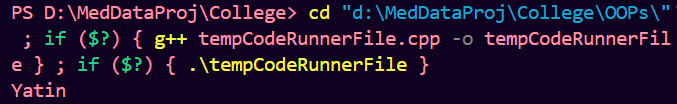 PS D:\MedDataProj\College> cd "d:\MedDataProj\College\OOPs\"
 ; if ($?) { g++ tempCodeRunnerFile.cpp -o tempCodeRunnerFil
e } ; if ($?) { .\tempCodeRunnerFile }
Yatin